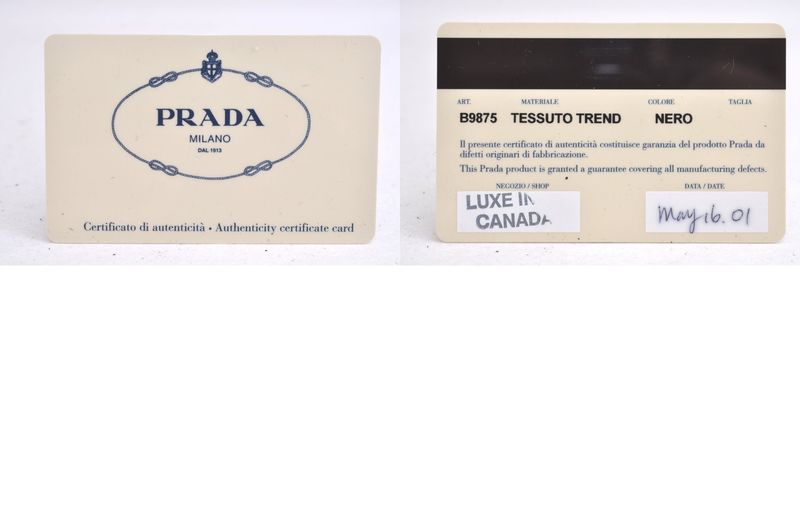 PRADA
MILANO
DAL 1913
Certificato di autenticità • Authenticity certificate card
ART. MATERIALE COLORE TAGLIA
B9875 TESSUTO TREND NERO
Il presente certificato di autenticità costituisce garanzia del prodotto Prada da
difetti originari di fabbricazione.
This Prada product is granted a guarantee covering all manufacturing defects.
NEGOZIO / SHOP DATA / DATE
LUXE IN May 16. 01
CANADA